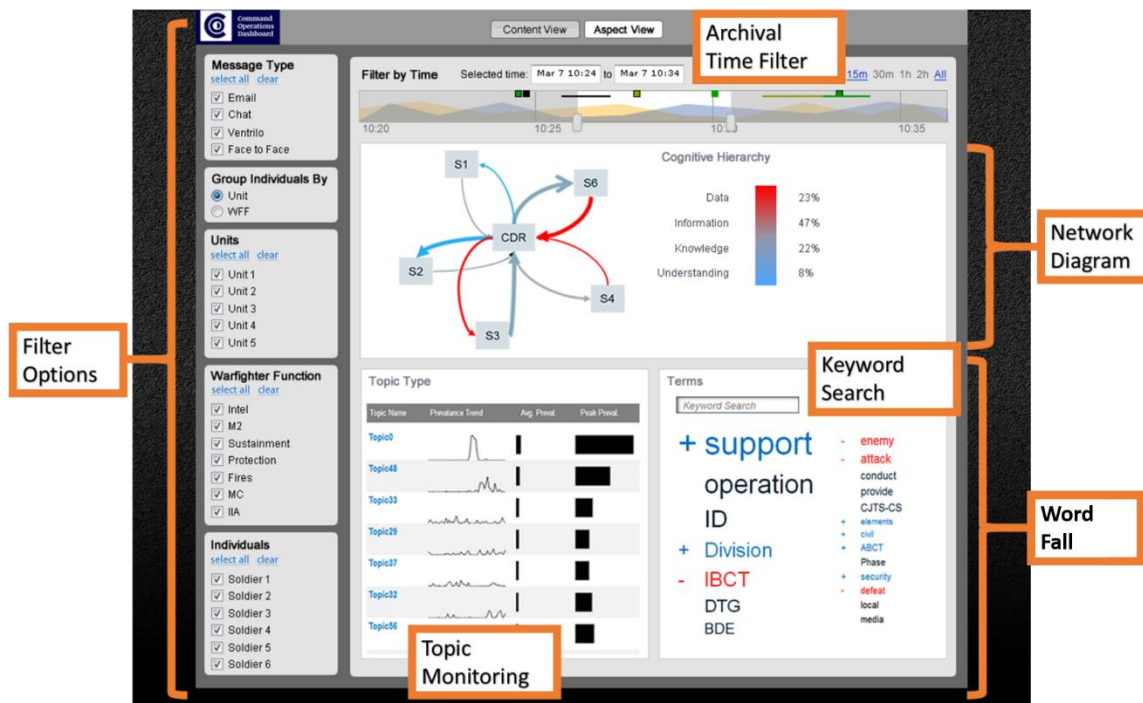 Command
Operations
Dashboard
Content View
Aspect View
Archival
Time Filter
Message Type
select all clear
Email
Chat
Ventrilo
Face to Face
Group Individuals By
Unit
WFF
Units
select all clear
Unit 1
Unit 2
Unit 3
Unit 4
Unit 5
Warfighter Function
select all clear
Intel
M2
Sustainment
Protection
Fires
MC
IIA
Individuals
select all clear
Soldier 1
Soldier 2
Soldier 3
Soldier 4
Soldier 5
Soldier 6
Filter
Options
Filter by Time Selected time: Mar 7 10:24 to Mar 7 10:34
15m 30m 1h 2h All
10:20 10:25 10:35
S1
S6
CDR
S2
S4
S3
Cognitive Hierarchy
Data 23%
Information 47%
Knowledge 22%
Understanding 8%
Network
Diagram
Topic Type
Topic Name Prevalance Trend Avg. Preval. Peak Preval.
Topic0
Topic48
Topic33
Topic29
Topic37
Topic32
Topic56
Topic
Monitoring
Terms
Keyword Search
Keyword
Search
+ support
operation
ID
+ Division
- IBCT
DTG
BDE
- enemy
- attack
conduct
provide
CJTS-CS
+ elements
+ civil
+ ABCT
Phase
+ security
- defeat
local
media
Word
Fall